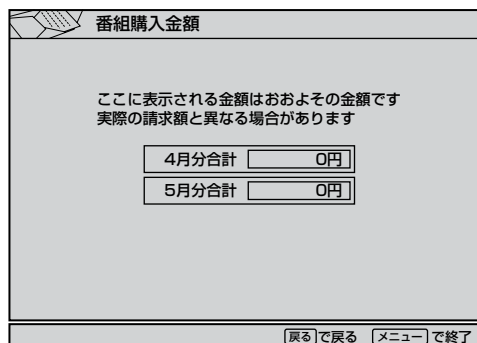 番組購入金額
ここに表示される金額はおおよその金額です
実際の請求額と異なる場合があります
4月分合計 0円
5月分合計 0円
戻るで戻る メニューで終了